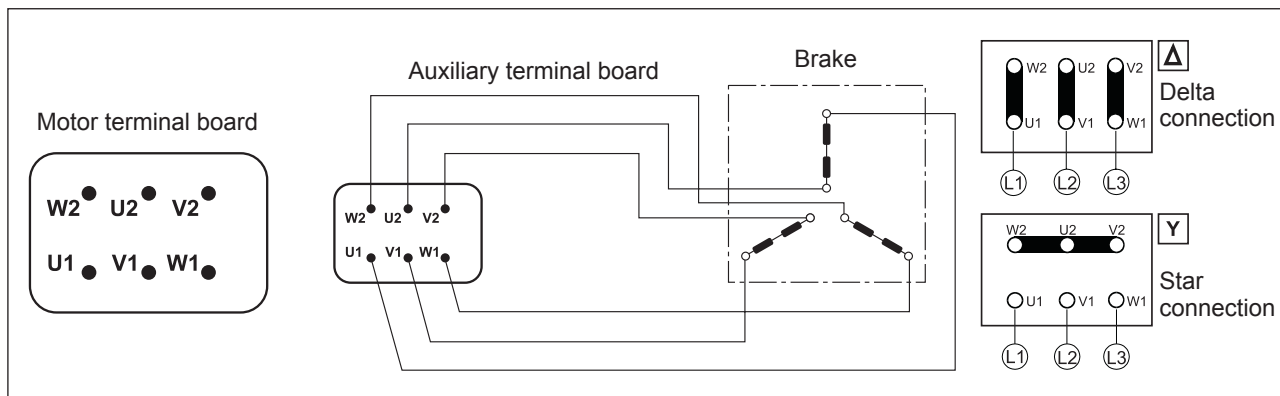 Motor terminal board
W2 U2 V2
U1 V1 W1
Auxiliary terminal board
W2 U2 V2
U1 V1 W1
Brake
Δ
Delta
connection
W2 U2 V2
U1 V1 W1
L1 L2 L3
Y
Star
connection
W2 U2 V2
U1 V1 W1
L1 L2 L3